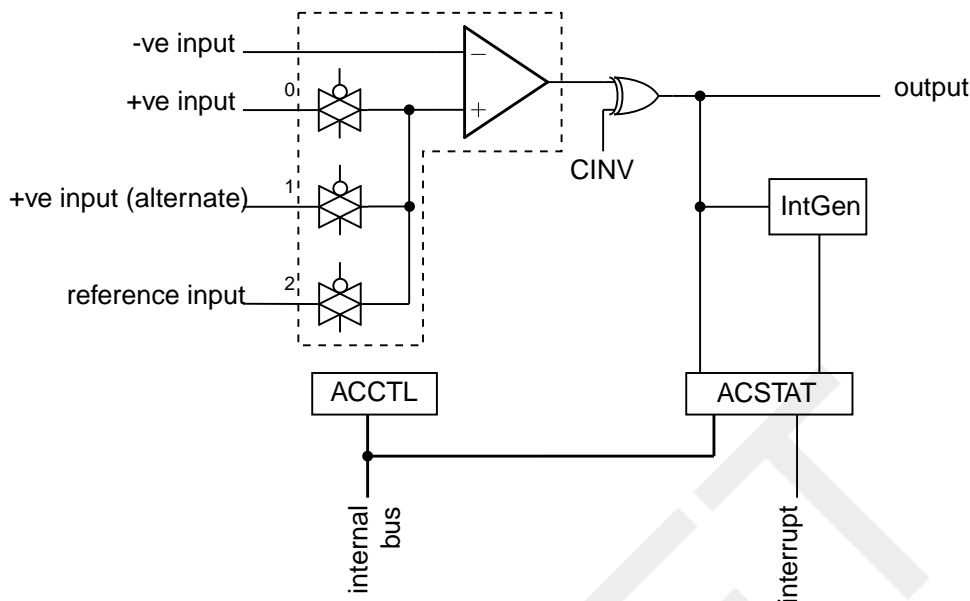 -ve input
+ve input
0
−
+
output
CINV
+ve input (alternate)
1
IntGen
reference input
2
ACCTL
ACSTAT
internal
bus
interrupt